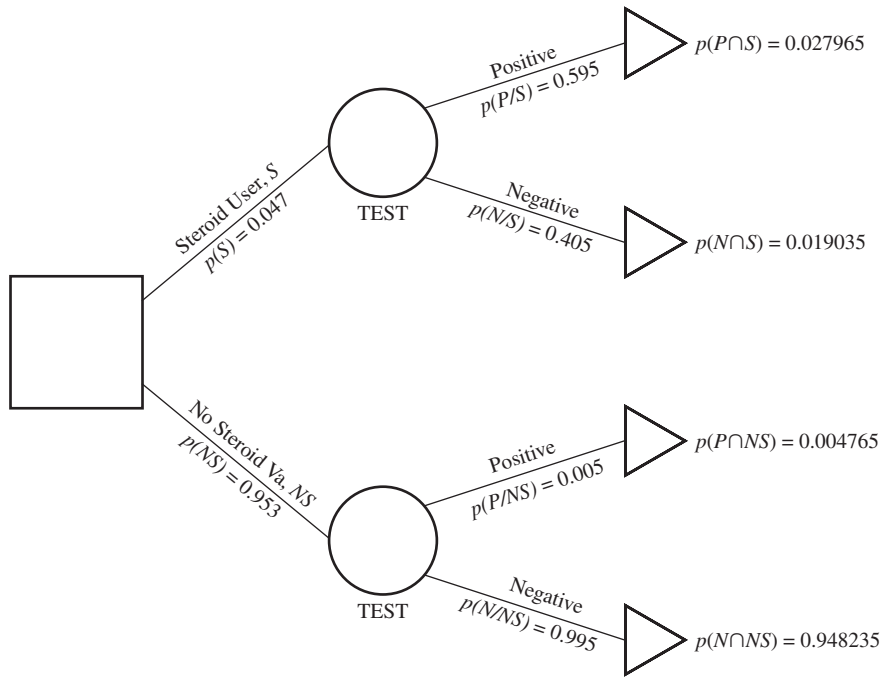 Positive
p(P/S) = 0.595
p(P∩S) = 0.027965
Steroid User, S
p(S) = 0.047
TEST
Negative
p(N/S) = 0.405
p(N∩S) = 0.019035
No Steroid Va, NS
p(NS) = 0.953
Positive
p(P/NS) = 0.005
p(P∩NS) = 0.004765
TEST
Negative
p(N/NS) = 0.995
p(N∩NS) = 0.948235